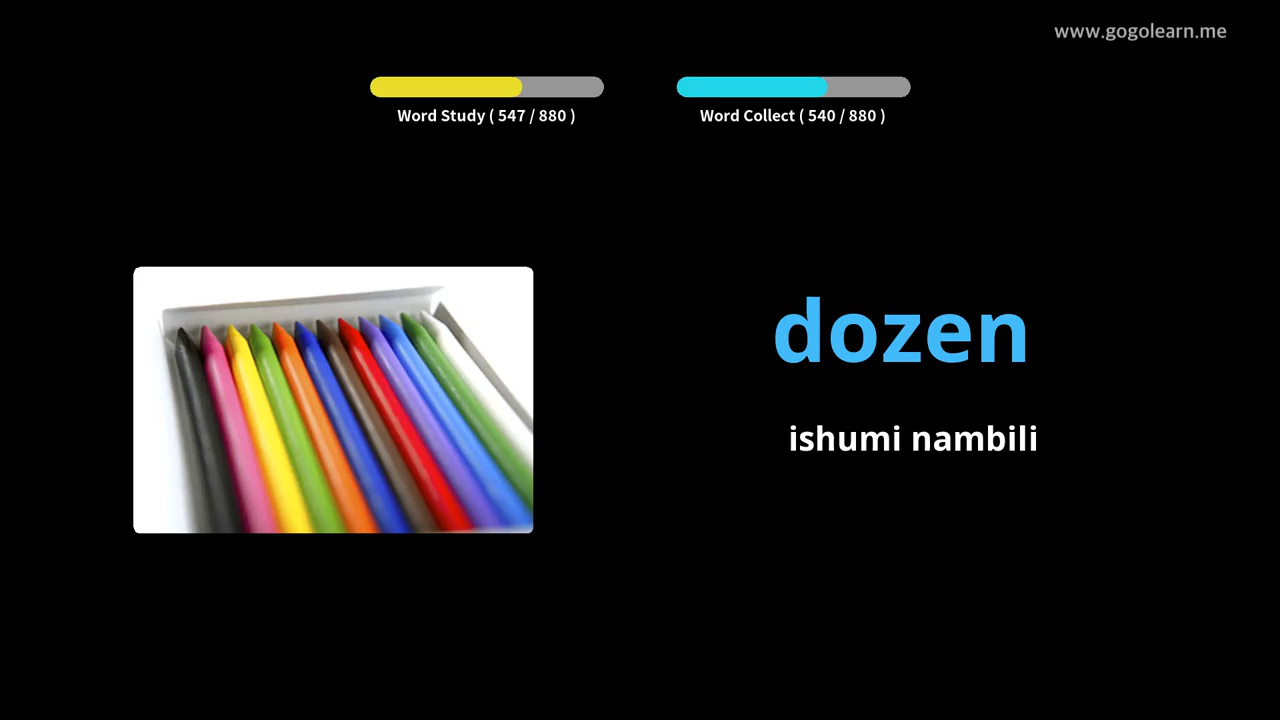 www.gogolearn.me
Word Study ( 547 / 880 )
Word Collect ( 540 / 880 )
dozen
ishumi nambili